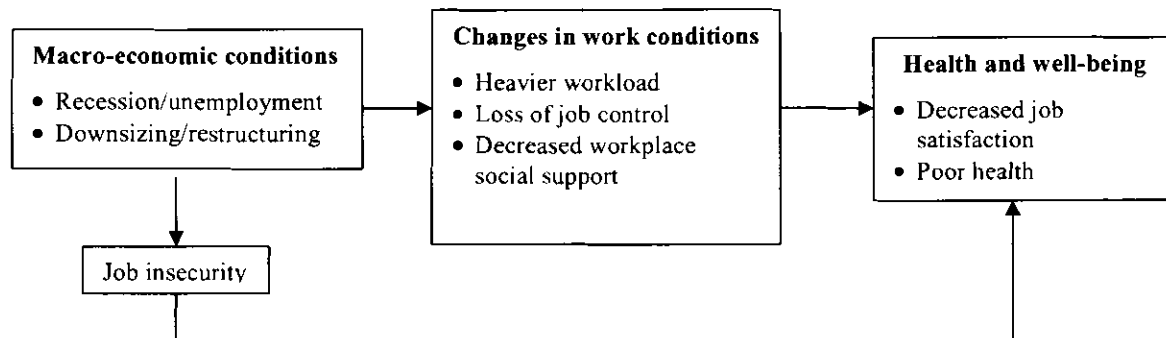 Macro-economic conditions
• Recession/unemployment
• Downsizing/restructuring
Changes in work conditions
• Heavier workload
• Loss of job control
• Decreased workplace
social support
Health and well-being
• Decreased job
satisfaction
• Poor health
Job insecurity